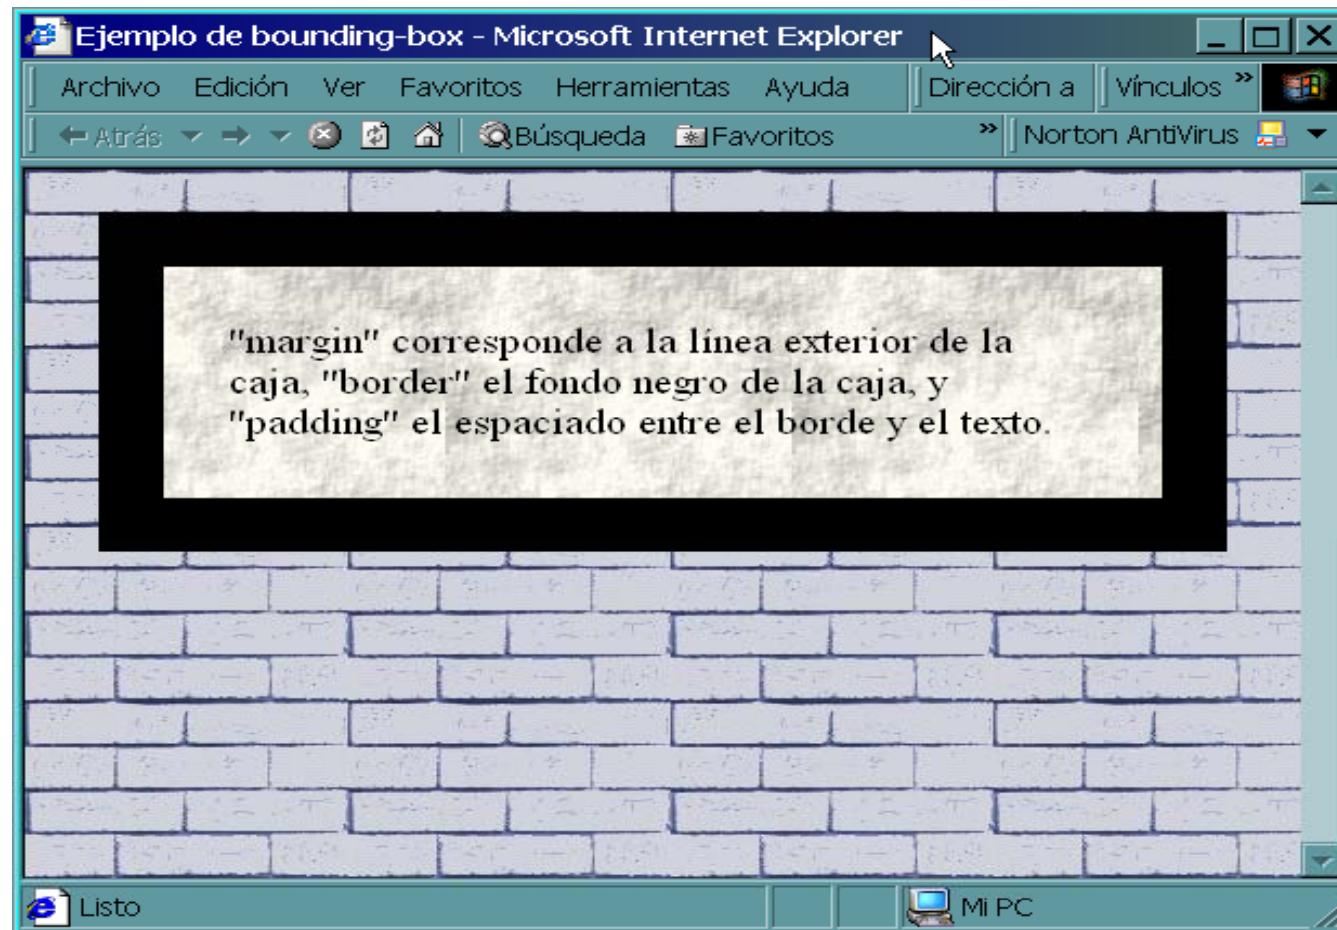 Ejemplo de bounding-box - Microsoft Internet Explorer
Archivo Edición Ver Favoritos Herramientas Ayuda Dirección a Vínculos »
Atrás Búsqueda Favoritos » Norton AntiVirus
"margin" corresponde a la línea exterior de la
caja, "border" el fondo negro de la caja, y
"padding" el espaciado entre el borde y el texto.
Listo Mi PC